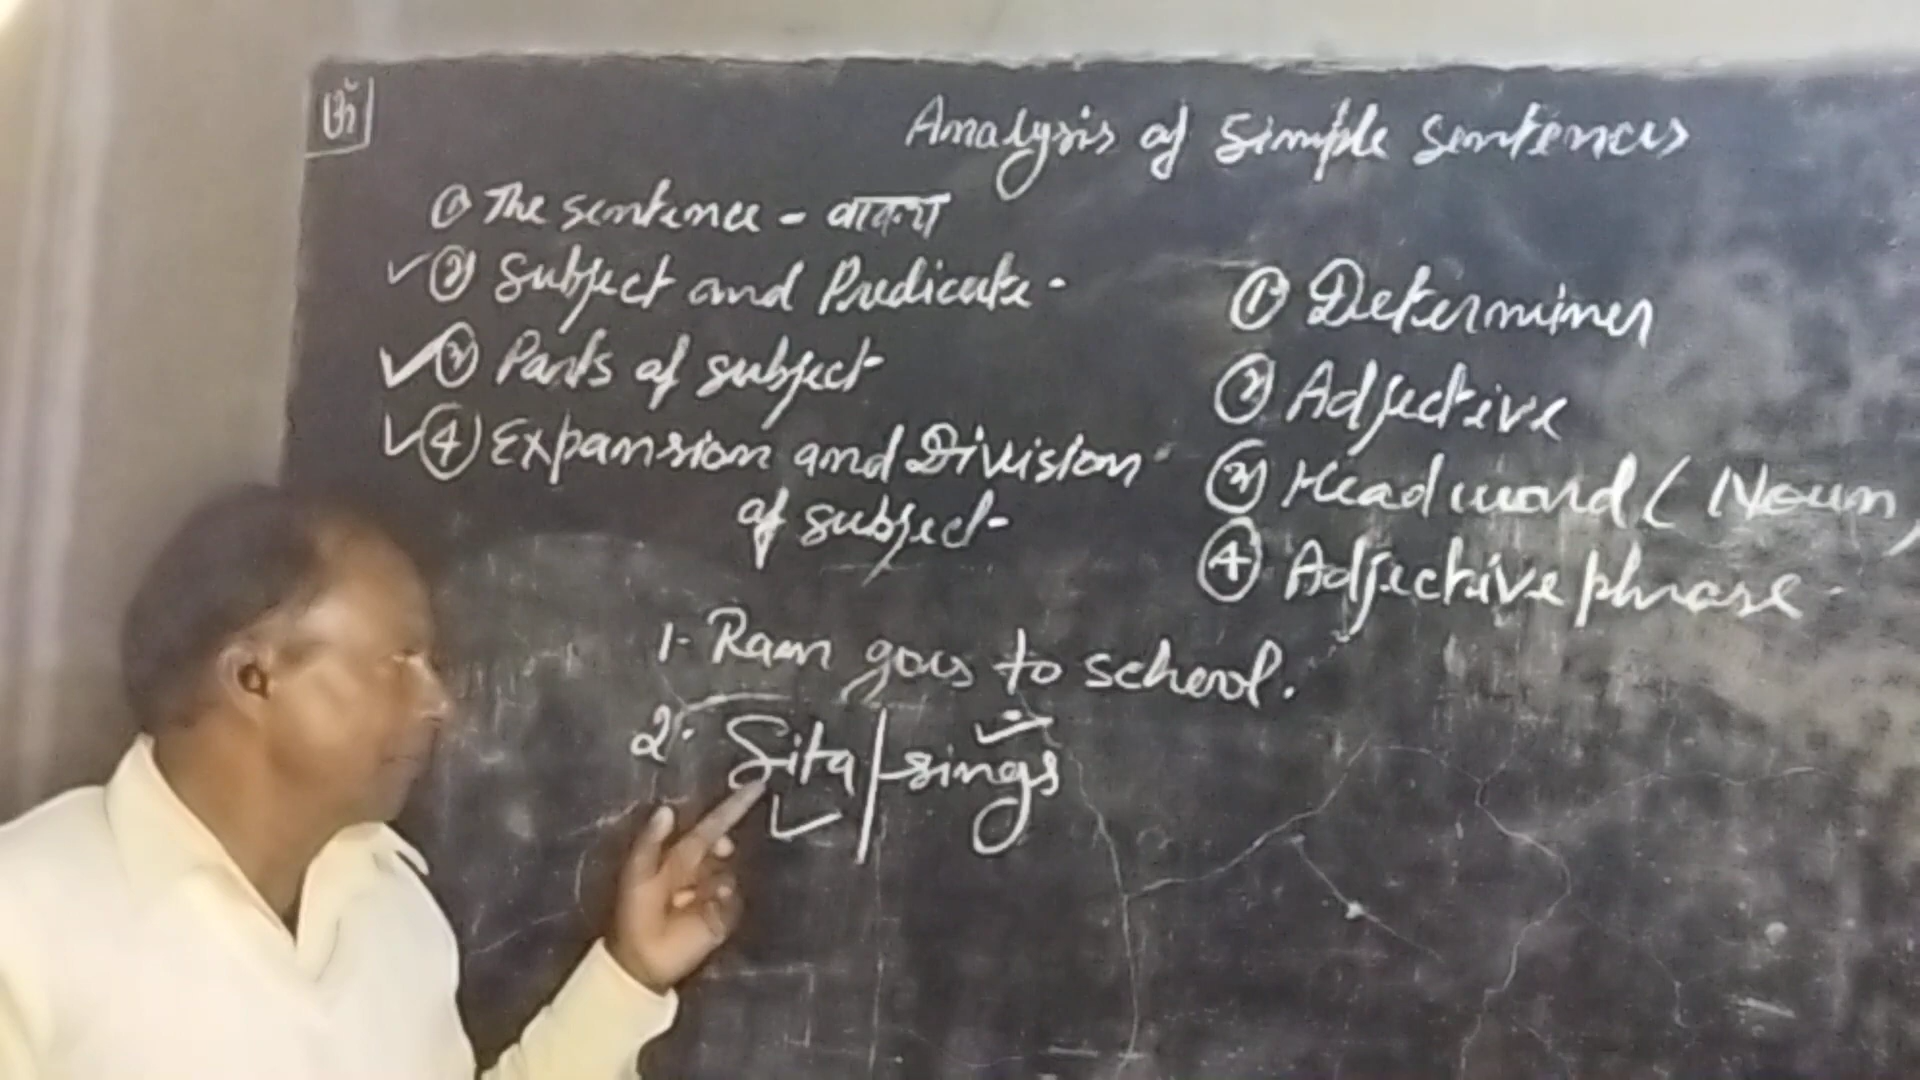 ॐ
Analysis of Simple Sentences
① The sentence - वाक्य
② Subject and Predicate -
③ Parts of subject
④ Expansion and Division
of subject -
① Determiner
② Adjective
③ Head word (Noun)
④ Adjective phrase
1- Ram goes to school.
2. Sita / sings